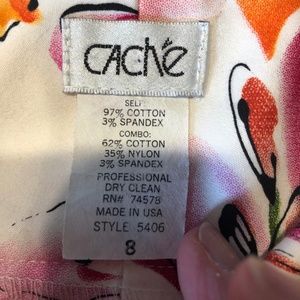 caché
SELF:
97% COTTON
3% SPANDEX
COMBO:
62% COTTON
35% NYLON
3% SPANDEX
PROFESSIONAL
DRY CLEAN
RN# 74578
MADE IN USA
STYLE 5406
8